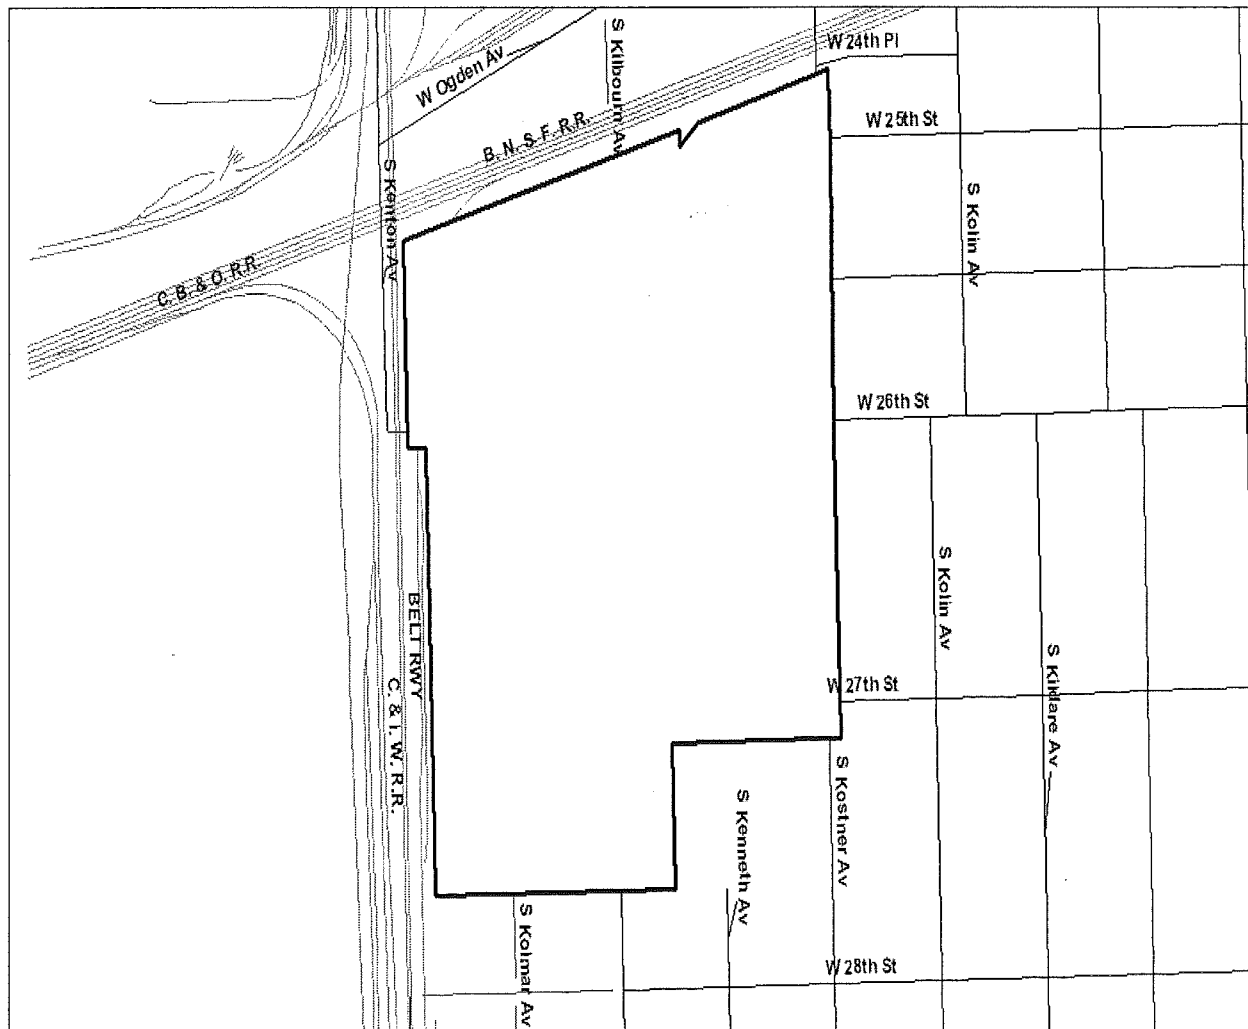 S Kilbourn Av
W 24th Pl
W Ogden Av
W 25th St
B. N. S-F. R.R.
S Kenton Av
S Kolin Av
C. B. & O. R.R.
W 26th St
S Kolin Av
BELT RWY
S Kildare Av
C. & I. W. R.R.
W 27th St
S Kostner Av
S Kenneth Av
S Kolmar Av
W 28th St